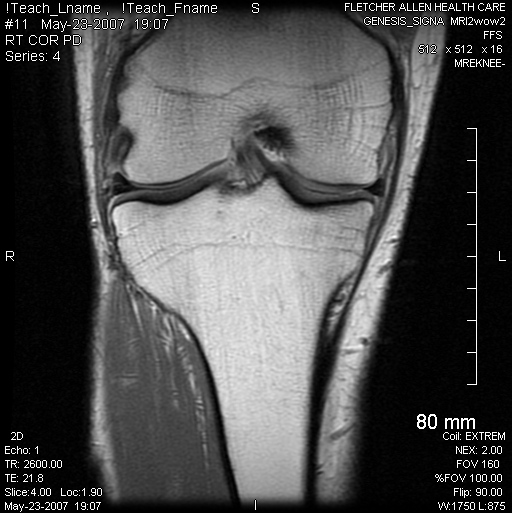 !Teach_Lname , !Teach_Fname
#11 May-23-2007 19:07
RT COR PD
Series: 4
S
FLETCHER ALLEN HEALTH CARE
GENESIS_SIGNA MRI2wow2
FFS
512 x 512 x 16
MREKNEE-
R
L
80 mm
2D
Echo: 1
TR: 2600.00
TE: 21.8
Slice:4.00 Loc:1.90
May-23-2007 19:07
I
Coil: EXTREM
NEX: 2.00
FOV 160
%FOV 100.00
Flip: 90.00
W:1750 L:875